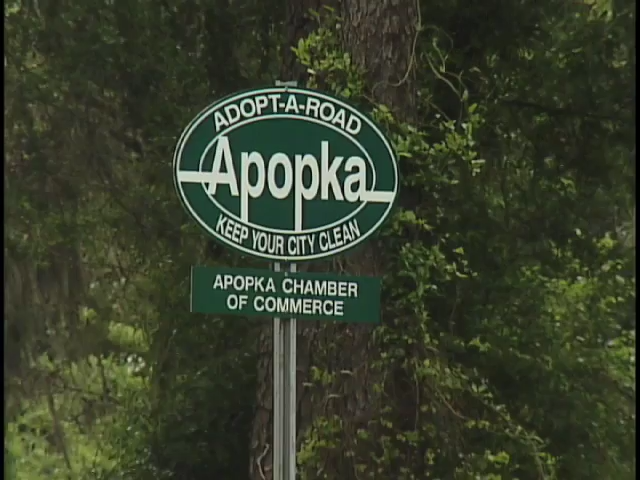 ADOPT-A-ROAD
Apopka
KEEP YOUR CITY CLEAN
APOPKA CHAMBER
OF COMMERCE